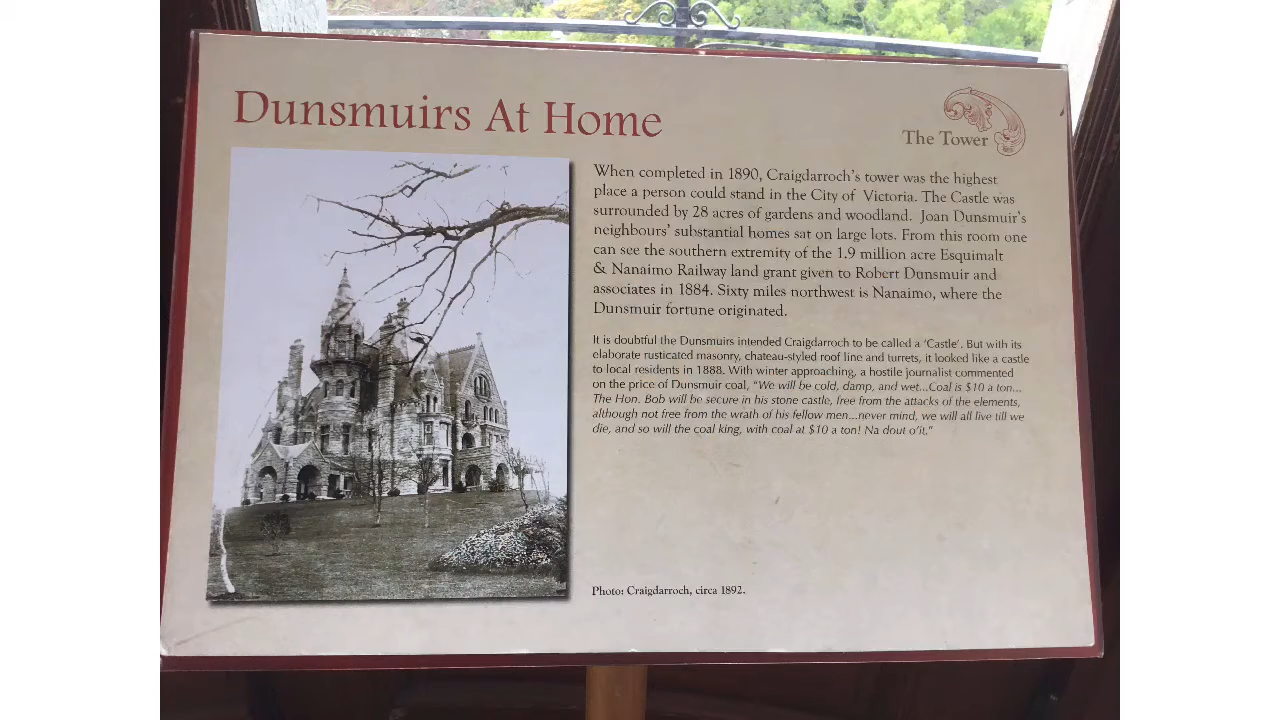 Dunsmuirs At Home
The Tower
When completed in 1890, Craigdarroch's tower was the highest
place a person could stand in the City of Victoria. The Castle was
surrounded by 28 acres of gardens and woodland. Joan Dunsmuir's
neighbours' substantial homes sat on large lots. From this room one
can see the southern extremity of the 1.9 million acre Esquimalt
& Nanaimo Railway land grant given to Robert Dunsmuir and
associates in 1884. Sixty miles northwest is Nanaimo, where the
Dunsmuir fortune originated.
It is doubtful the Dunsmuirs intended Craigdarroch to be called a 'Castle'. But with its
elaborate rusticated masonry, chateau-styled roof line and turrets, it looked like a castle
to local residents in 1888. With winter approaching, a hostile journalist commented
on the price of Dunsmuir coal, "We will be cold, damp, and wet...Coal is $10 a ton...
The Hon. Bob will be secure in his stone castle, free from the attacks of the elements,
although not free from the wrath of his fellow men...never mind, we will all live till we
die, and so will the coal king, with coal at $10 a ton! Na dout o'it."
Photo: Craigdarroch, circa 1892.